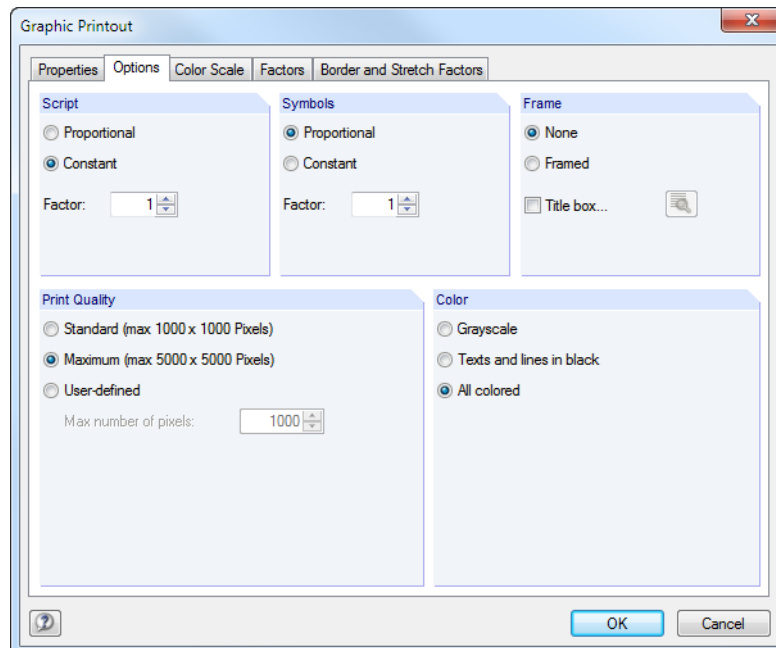 Graphic Printout
Properties Options Color Scale Factors Border and Stretch Factors
Script
Proportional
Constant
Factor: 1
Symbols
Proportional
Constant
Factor: 1
Frame
None
Framed
Title box...
Print Quality
Standard (max 1000 x 1000 Pixels)
Maximum (max 5000 x 5000 Pixels)
User-defined
Max number of pixels: 1000
Color
Grayscale
Texts and lines in black
All colored
OK Cancel